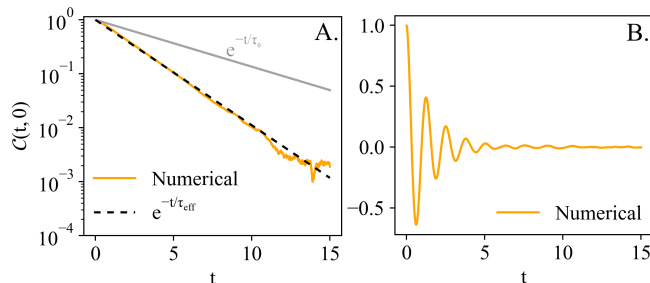 A.
B.
10^0
10^-1
10^-2
10^-3
10^-4
C(t, 0)
e^-t/τ_0
Numerical
e^-t/τ_eff
0 5 10 15
t
1.0
0.5
0.0
−0.5
Numerical
0 5 10 15
t